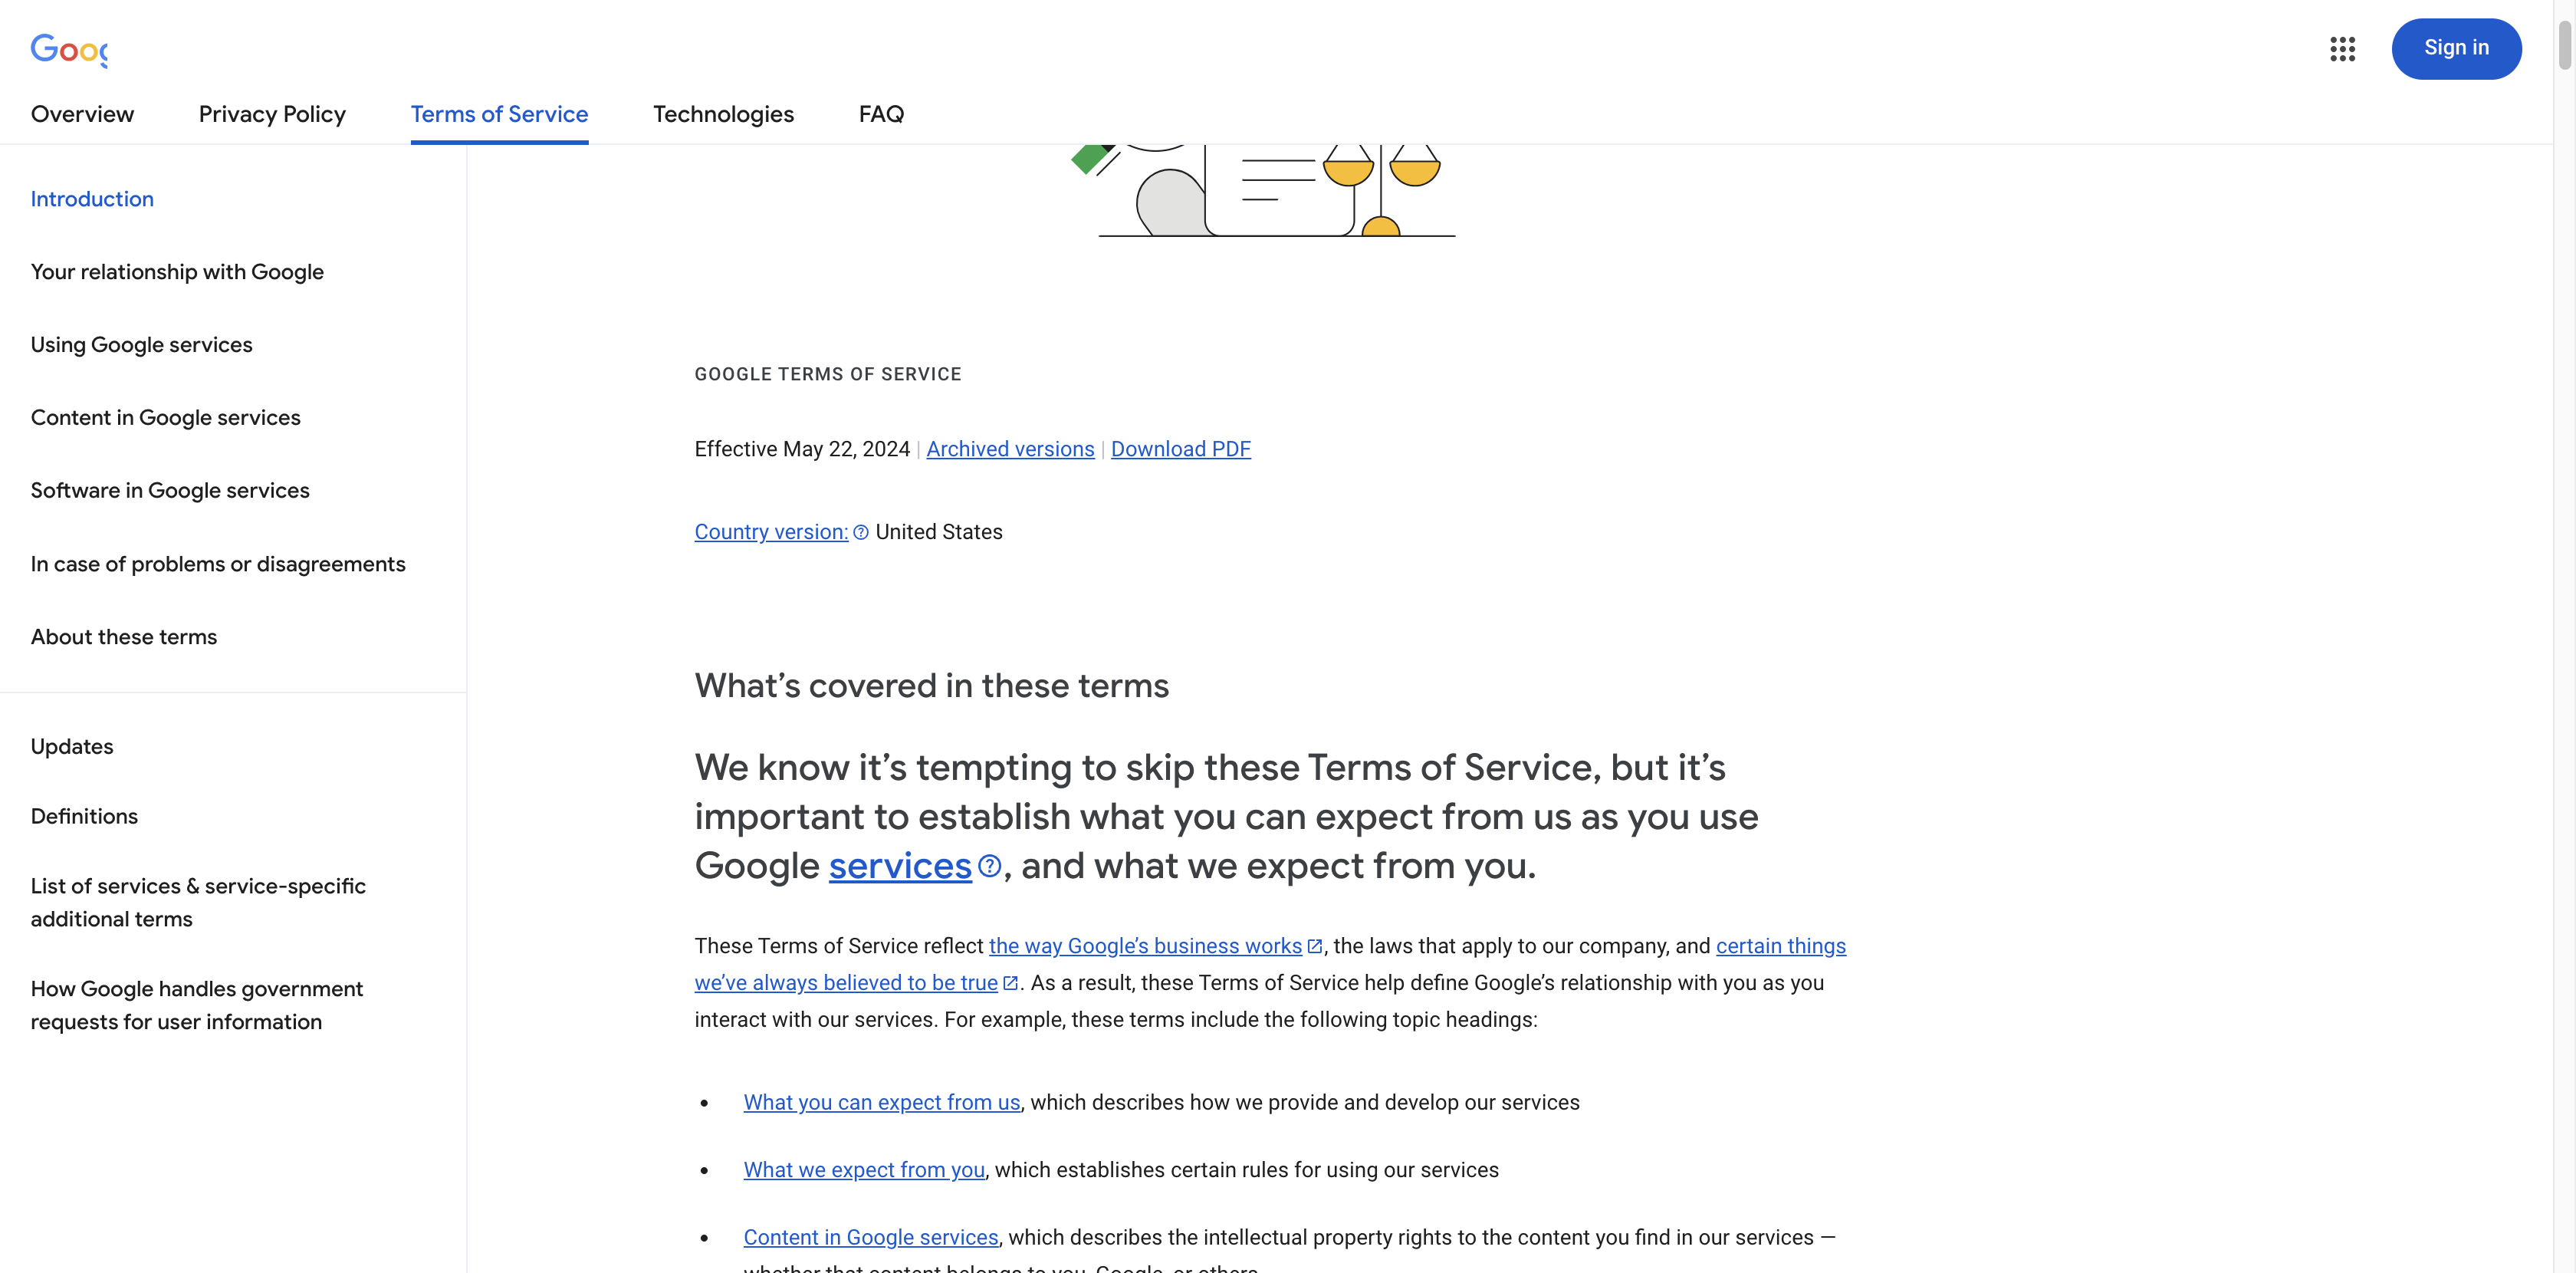 Goog
Sign in
Overview
Privacy Policy
Terms of Service
Technologies
FAQ
Introduction
Your relationship with Google
Using Google services
Content in Google services
Software in Google services
In case of problems or disagreements
About these terms
Updates
Definitions
List of services & service-specific
additional terms
How Google handles government
requests for user information
GOOGLE TERMS OF SERVICE
Effective May 22, 2024 | Archived versions | Download PDF
Country version: United States
What’s covered in these terms
We know it’s tempting to skip these Terms of Service, but it’s
important to establish what you can expect from us as you use
Google services, and what we expect from you.
These Terms of Service reflect the way Google’s business works, the laws that apply to our company, and certain things
we’ve always believed to be true. As a result, these Terms of Service help define Google’s relationship with you as you
interact with our services. For example, these terms include the following topic headings:
• What you can expect from us, which describes how we provide and develop our services
• What we expect from you, which establishes certain rules for using our services
• Content in Google services, which describes the intellectual property rights to the content you find in our services —
whether that content belongs to you, Google, or others